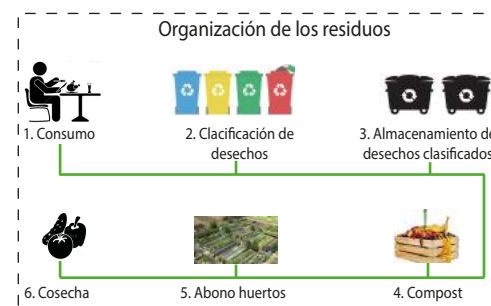 Organización de los residuos
1. Consumo
2. Clacificación de
desechos
3. Almacenamiento de
desechos clasificados
6. Cosecha
5. Abono huertos
4. Compost